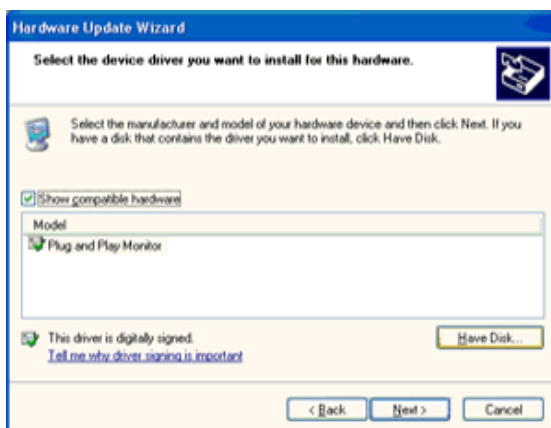 Hardware Update Wizard
Select the device driver you want to install for this hardware.
Select the manufacturer and model of your hardware device and then click Next. If you
have a disk that contains the driver you want to install, click Have Disk.
Show compatible hardware
Model
Plug and Play Monitor
This driver is digitally signed.
Have Disk...
Tell me why driver signing is important
< Back Next > Cancel